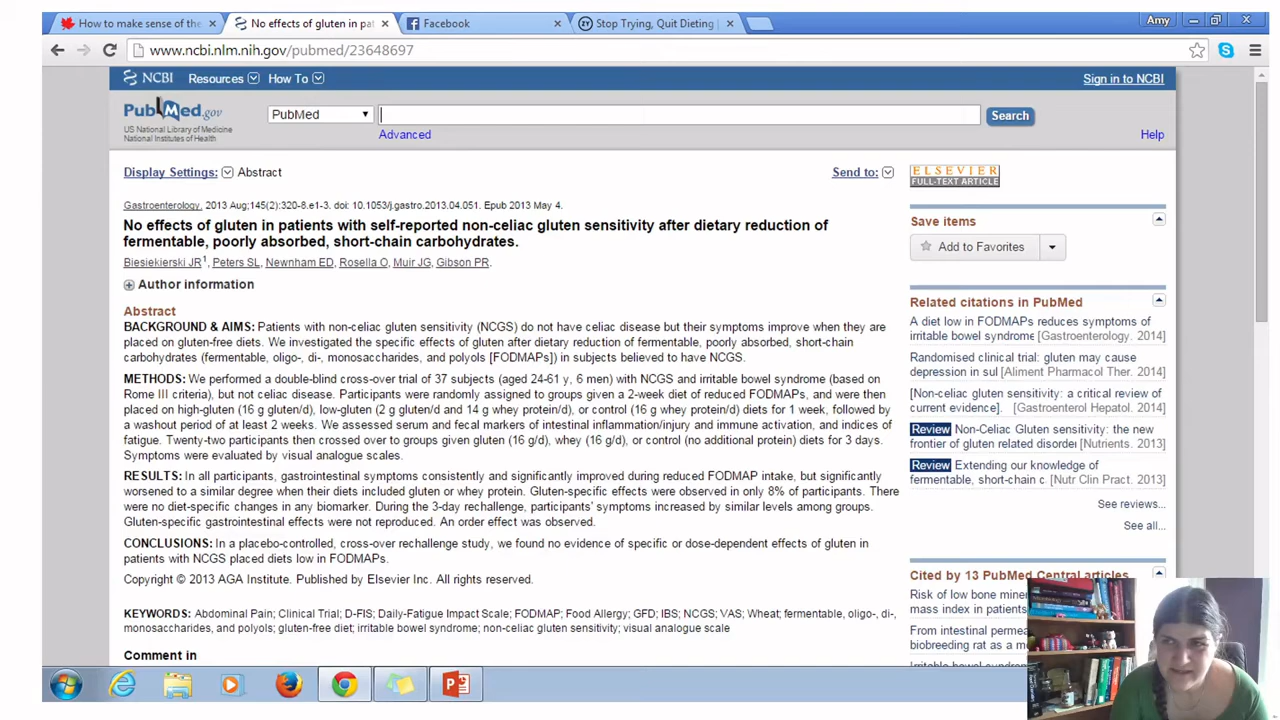 How to make sense of the
No effects of gluten in pat
Facebook
Stop Trying, Quit Dieting |
Amy
www.ncbi.nlm.nih.gov/pubmed/23648697
NCBI Resources How To Sign in to NCBI
PubMed.gov
US National Library of Medicine
National Institutes of Health
PubMed
Search
Advanced
Help
Display Settings: Abstract
Send to:
Gastroenterology. 2013 Aug;145(2):320-8.e1-3. doi: 10.1053/j.gastro.2013.04.051. Epub 2013 May 4.
No effects of gluten in patients with self-reported non-celiac gluten sensitivity after dietary reduction of
fermentable, poorly absorbed, short-chain carbohydrates.
Biesiekierski JR1, Peters SL, Newnham ED, Rosella O, Muir JG, Gibson PR.
Author information
Abstract
BACKGROUND & AIMS: Patients with non-celiac gluten sensitivity (NCGS) do not have celiac disease but their symptoms improve when they are
placed on gluten-free diets. We investigated the specific effects of gluten after dietary reduction of fermentable, poorly absorbed, short-chain
carbohydrates (fermentable, oligo-, di-, monosaccharides, and polyols [FODMAPs]) in subjects believed to have NCGS.
METHODS: We performed a double-blind cross-over trial of 37 subjects (aged 24-61 y, 6 men) with NCGS and irritable bowel syndrome (based on
Rome III criteria), but not celiac disease. Participants were randomly assigned to groups given a 2-week diet of reduced FODMAPs, and were then
placed on high-gluten (16 g gluten/d), low-gluten (2 g gluten/d and 14 g whey protein/d), or control (16 g whey protein/d) diets for 1 week, followed by
a washout period of at least 2 weeks. We assessed serum and fecal markers of intestinal inflammation/injury and immune activation, and indices of
fatigue. Twenty-two participants then crossed over to groups given gluten (16 g/d), whey (16 g/d), or control (no additional protein) diets for 3 days.
Symptoms were evaluated by visual analogue scales.
RESULTS: In all participants, gastrointestinal symptoms consistently and significantly improved during reduced FODMAP intake, but significantly
worsened to a similar degree when their diets included gluten or whey protein. Gluten-specific effects were observed in only 8% of participants. There
were no diet-specific changes in any biomarker. During the 3-day rechallenge, participants' symptoms increased by similar levels among groups.
Gluten-specific gastrointestinal effects were not reproduced. An order effect was observed.
CONCLUSIONS: In a placebo-controlled, cross-over rechallenge study, we found no evidence of specific or dose-dependent effects of gluten in
patients with NCGS placed diets low in FODMAPs.
Copyright © 2013 AGA Institute. Published by Elsevier Inc. All rights reserved.
KEYWORDS: Abdominal Pain; Clinical Trial; D-FIS; Daily-Fatigue Impact Scale; FODMAP; Food Allergy; GFD; IBS; NCGS; VAS; Wheat; fermentable, oligo-, di-,
monosaccharides, and polyols; gluten-free diet; irritable bowel syndrome; non-celiac gluten sensitivity; visual analogue scale
Comment in
ELSEVIER
FULL-TEXT ARTICLE
Save items
Add to Favorites
Related citations in PubMed
A diet low in FODMAPs reduces symptoms of
irritable bowel syndrome [Gastroenterology. 2014]
Randomised clinical trial: gluten may cause
depression in sul [Aliment Pharmacol Ther. 2014]
[Non-celiac gluten sensitivity: a critical review of
current evidence]. [Gastroenterol Hepatol. 2014]
Review Non-Celiac Gluten sensitivity: the new
frontier of gluten related disorder [Nutrients. 2013]
Review Extending our knowledge of
fermentable, short-chain c. [Nutr Clin Pract. 2013]
See reviews...
See all...
Cited by 13 PubMed Central articles
Risk of low bone mine
mass index in patients
From intestinal permea
biobreeding rat as a mo
Irritable bowel syndrom